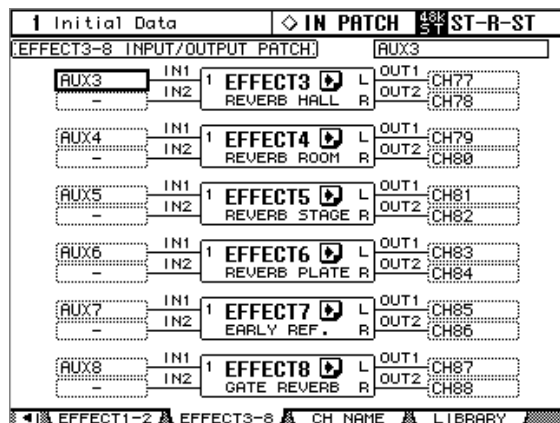 1 Initial Data ◇ IN PATCH 48K ST ST-R-ST
EFFECT3-8 INPUT/OUTPUT PATCH AUX3
AUX3 IN1 1 EFFECT3 L OUT1 CH77
- IN2 REVERB HALL R OUT2 CH78
AUX4 IN1 1 EFFECT4 L OUT1 CH79
- IN2 REVERB ROOM R OUT2 CH80
AUX5 IN1 1 EFFECT5 L OUT1 CH81
- IN2 REVERB STAGE R OUT2 CH82
AUX6 IN1 1 EFFECT6 L OUT1 CH83
- IN2 REVERB PLATE R OUT2 CH84
AUX7 IN1 1 EFFECT7 L OUT1 CH85
- IN2 EARLY REF. R OUT2 CH86
AUX8 IN1 1 EFFECT8 L OUT1 CH87
- IN2 GATE REVERB R OUT2 CH88
EFFECT1-2 EFFECT3-8 CH NAME LIBRARY